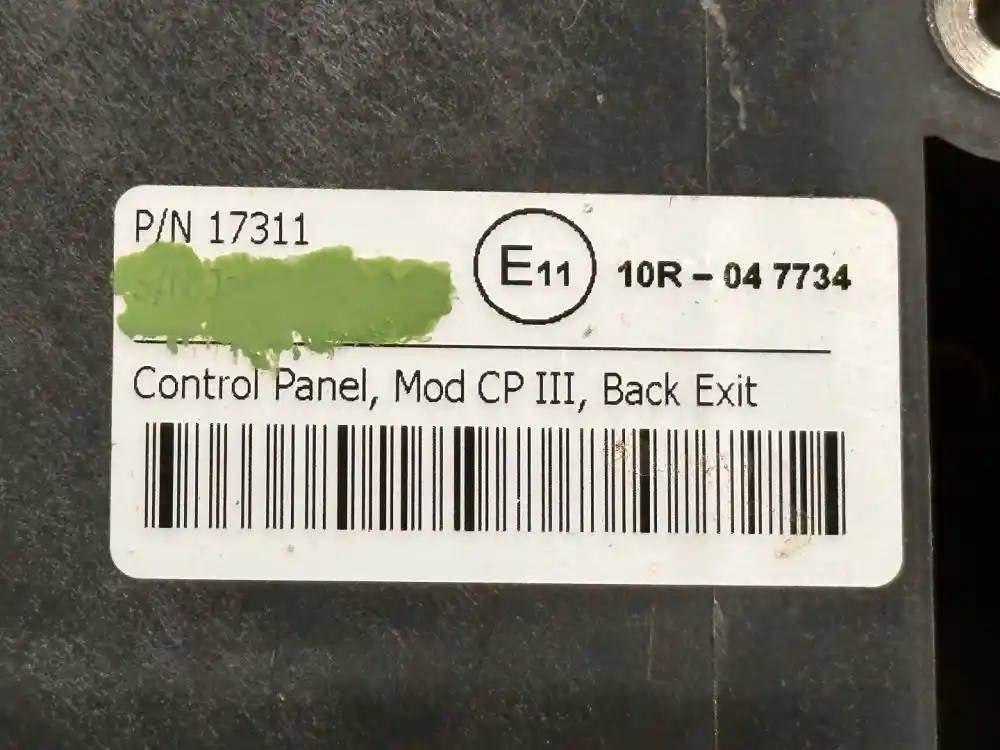 P/N 17311
E11 10R – 04 7734
Control Panel, Mod CP III, Back Exit